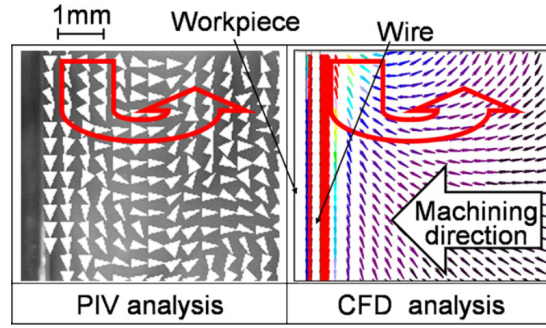 1mm
Workpiece
Wire
Machining
direction
PIV analysis
CFD analysis